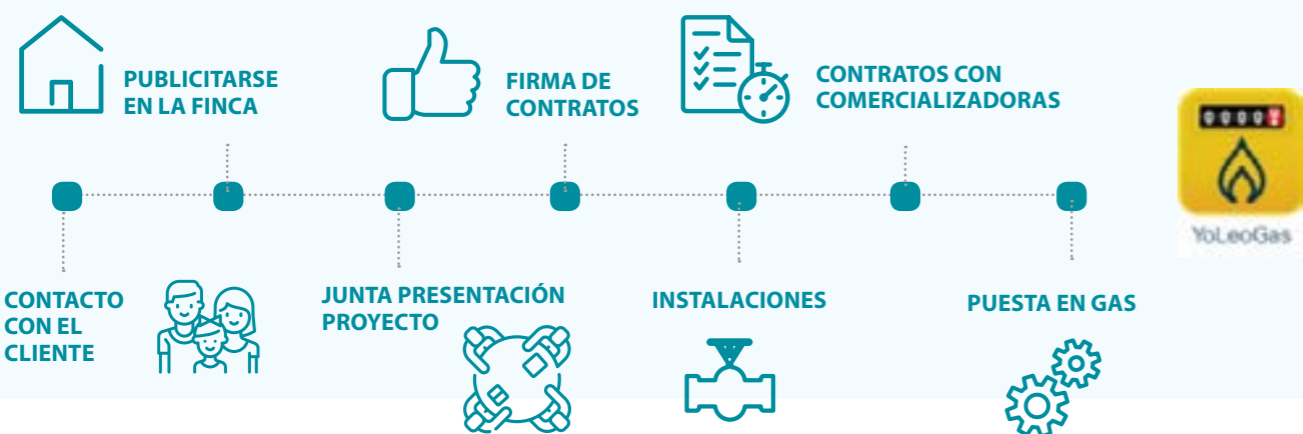 PUBLICITARSE
EN LA FINCA
FIRMA DE
CONTRATOS
CONTRATOS CON
COMERCIALIZADORAS
YoLeoGas
CONTACTO
CON EL
CLIENTE
JUNTA PRESENTACIÓN
PROYECTO
INSTALACIONES
PUESTA EN GAS